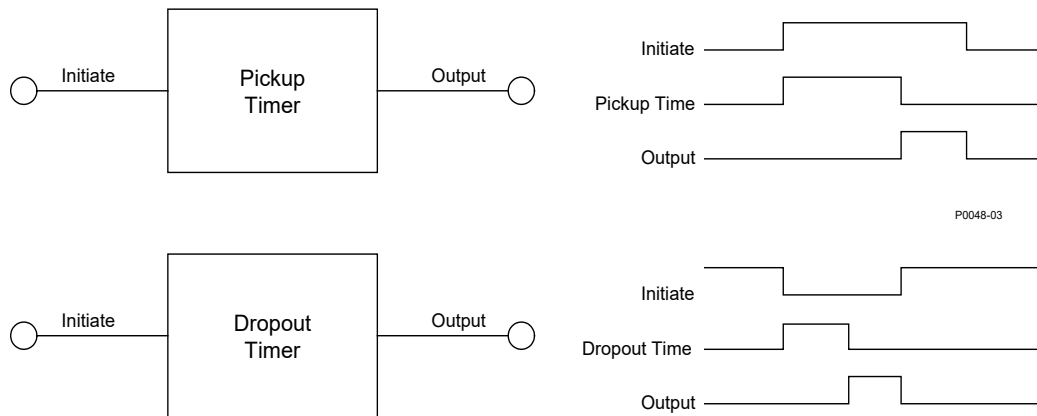 Initiate
Pickup
Timer
Output
Initiate
Pickup Time
Output
P0048-03
Initiate
Dropout
Timer
Output
Initiate
Dropout Time
Output